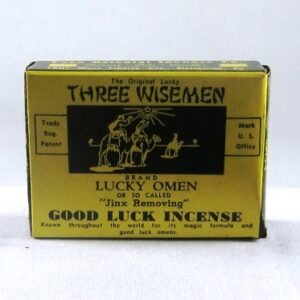 The Original Lucky
THREE WISEMEN
Trade
Reg.
Patent
Mark
U. S.
Office
BRAND
LUCKY OMEN
OR SO CALLED
"Jinx Removing"
GOOD LUCK INCENSE
Known throughout the world for its magic formula and
good luck omens.